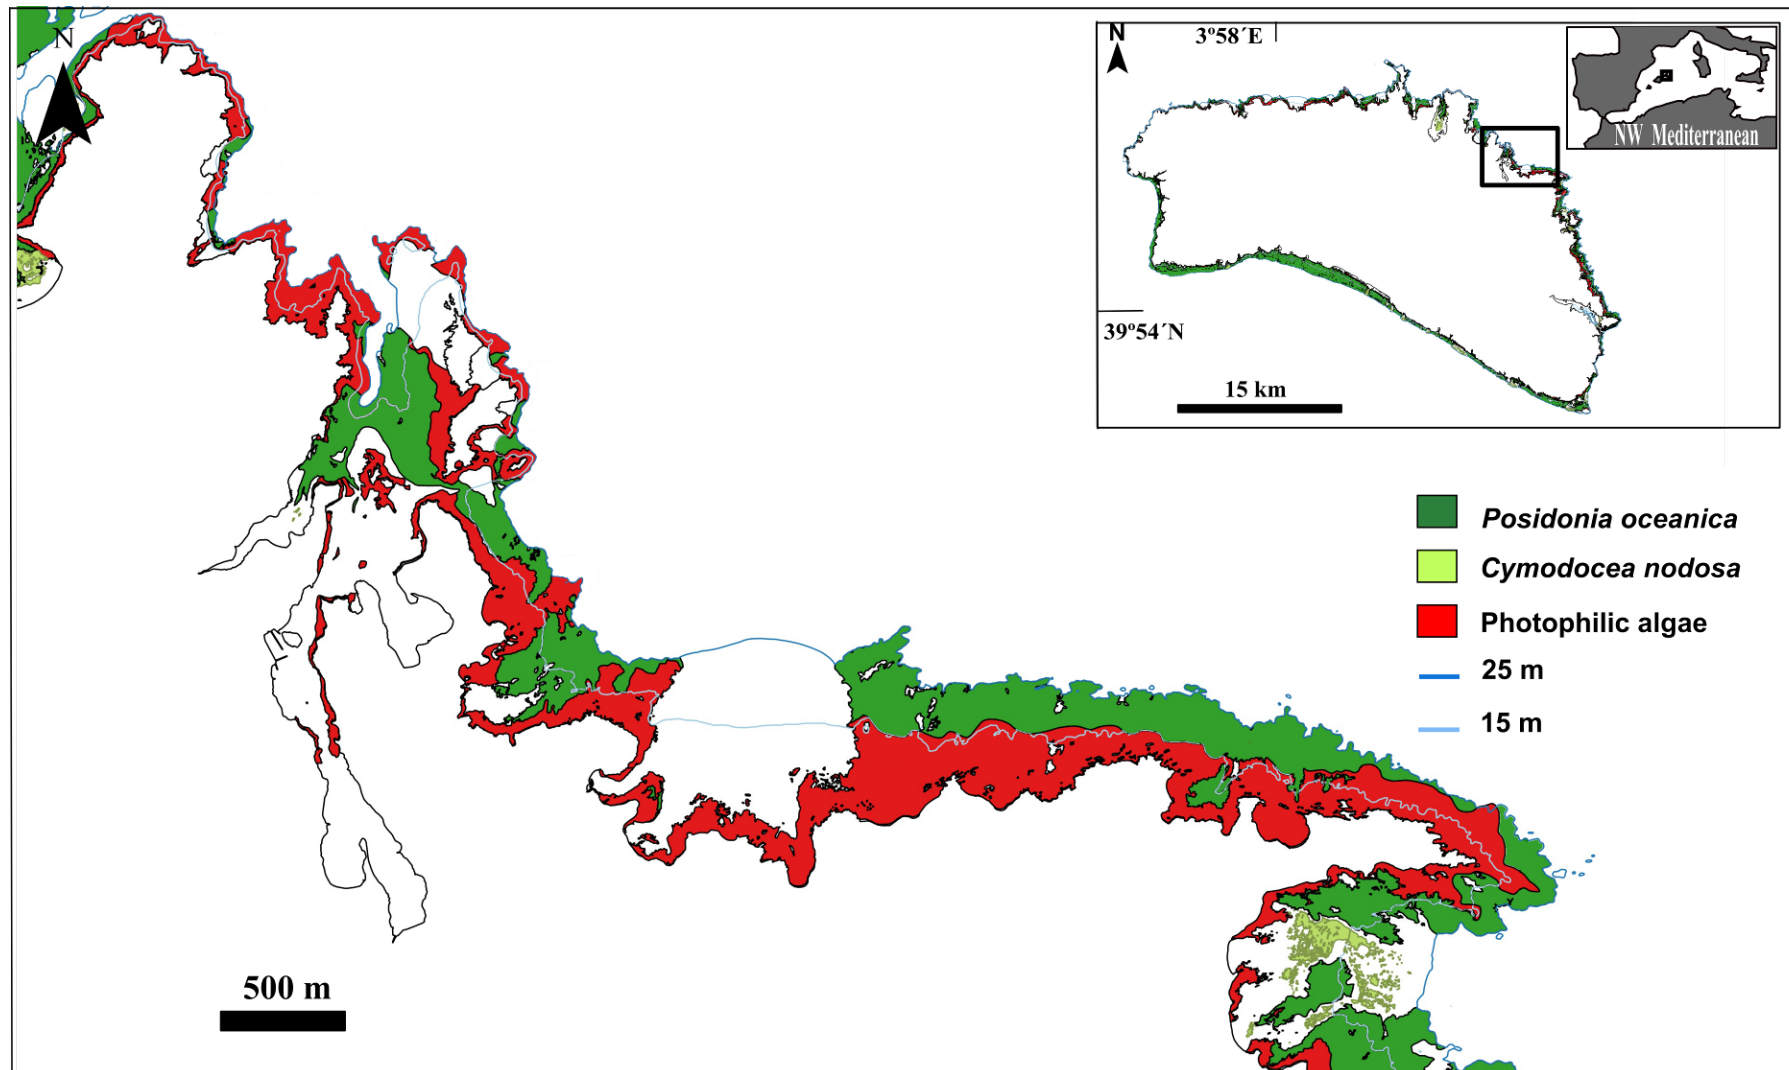 N
N
3º58´E
NW Mediterranean
39º54´N
15 km
Posidonia oceanica
Cymodocea nodosa
Photophilic algae
25 m
15 m
500 m